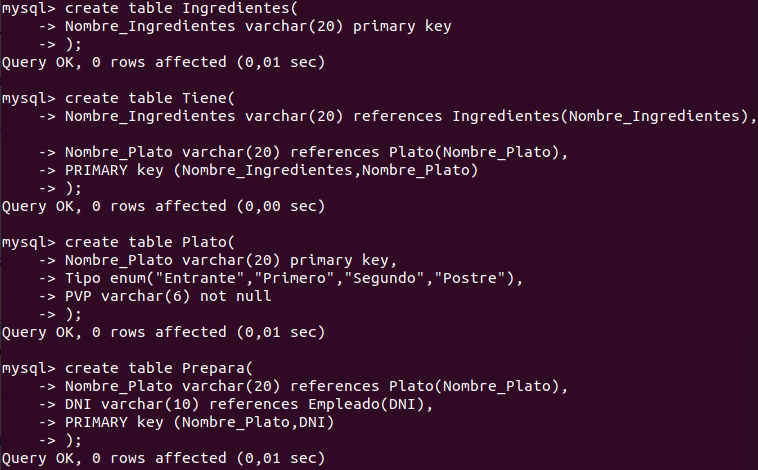 mysql> create table Ingredientes(
    -> Nombre_Ingredientes varchar(20) primary key
    -> );
Query OK, 0 rows affected (0,01 sec)

mysql> create table Tiene(
    -> Nombre_Ingredientes varchar(20) references Ingredientes(Nombre_Ingredientes),

    -> Nombre_Plato varchar(20) references Plato(Nombre_Plato),
    -> PRIMARY key (Nombre_Ingredientes,Nombre_Plato)
    -> );
Query OK, 0 rows affected (0,00 sec)

mysql> create table Plato(
    -> Nombre_Plato varchar(20) primary key,
    -> Tipo enum("Entrante","Primero","Segundo","Postre"),
    -> PVP varchar(6) not null
    -> );
Query OK, 0 rows affected (0,01 sec)

mysql> create table Prepara(
    -> Nombre_Plato varchar(20) references Plato(Nombre_Plato),
    -> DNI varchar(10) references Empleado(DNI),
    -> PRIMARY key (Nombre_Plato,DNI)
    -> );
Query OK, 0 rows affected (0,01 sec)